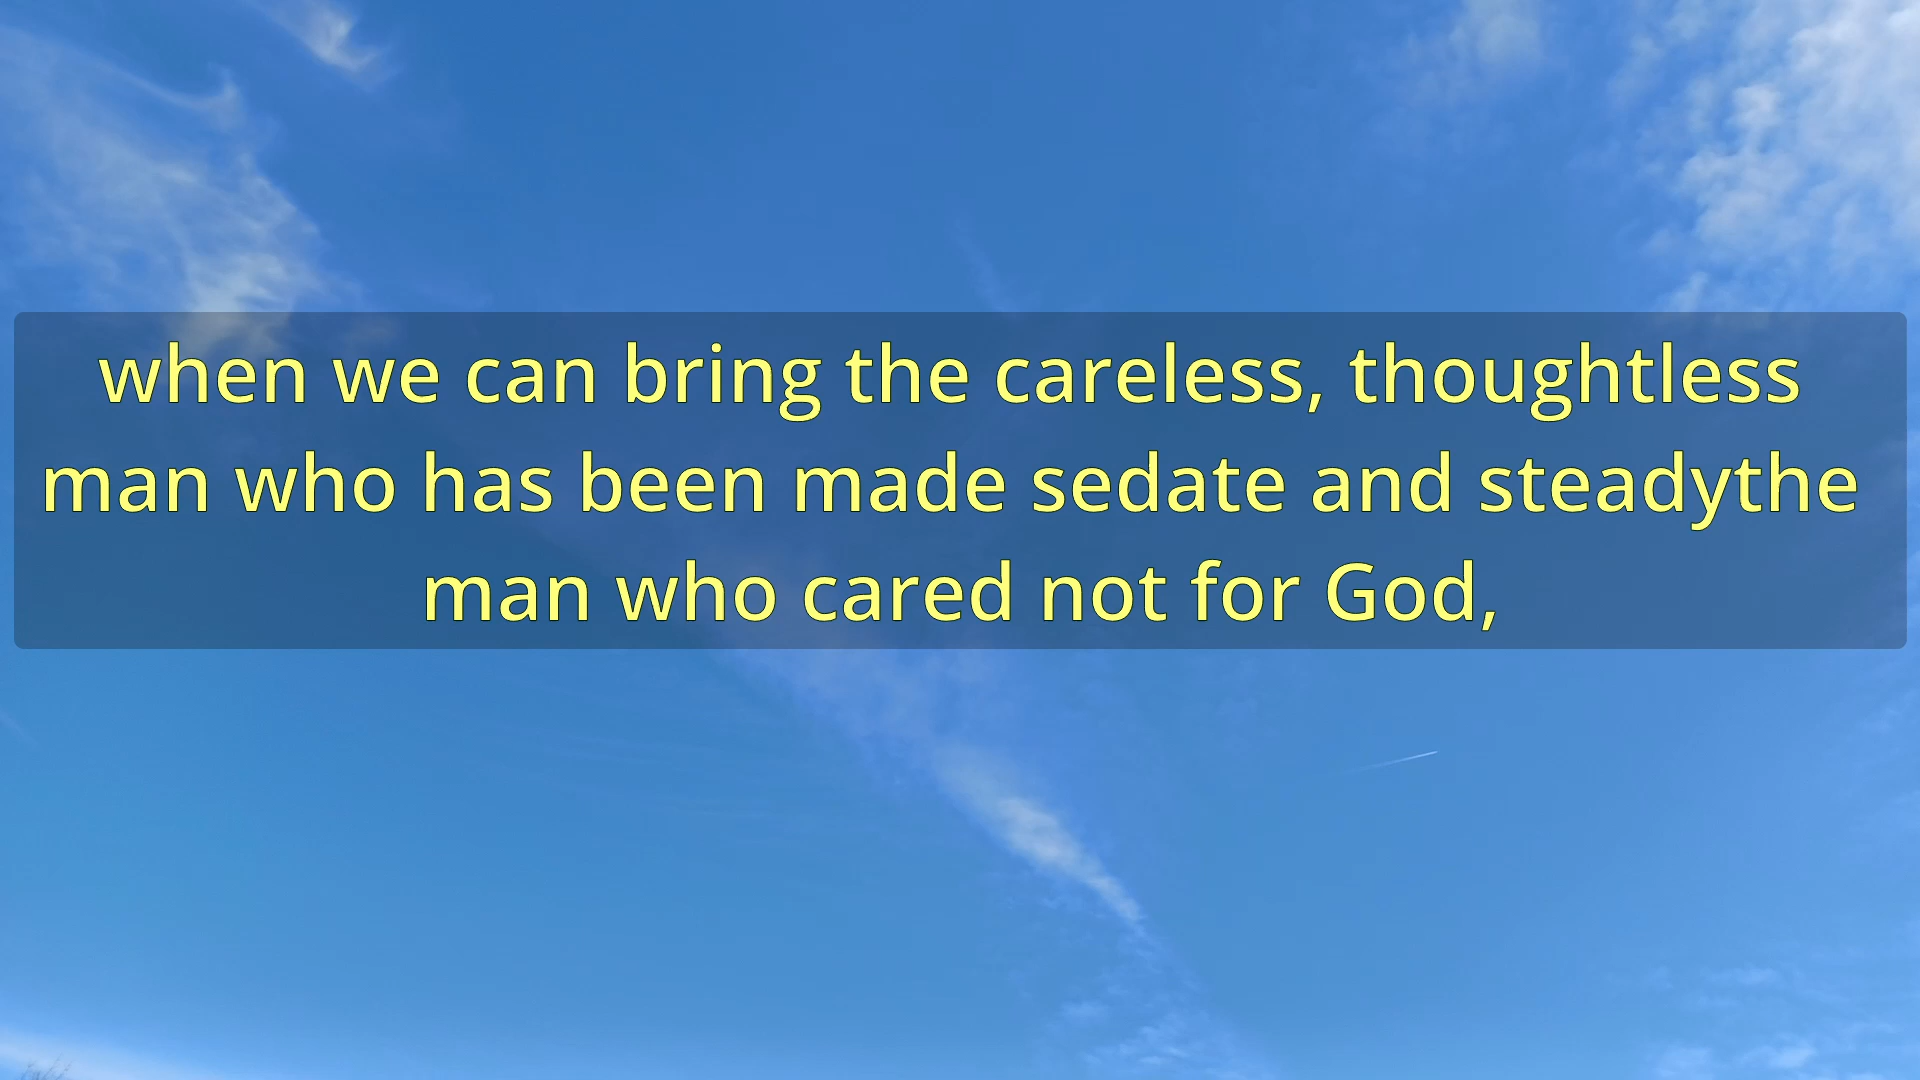 when we can bring the careless, thoughtless
man who has been made sedate and steadythe
man who cared not for God,